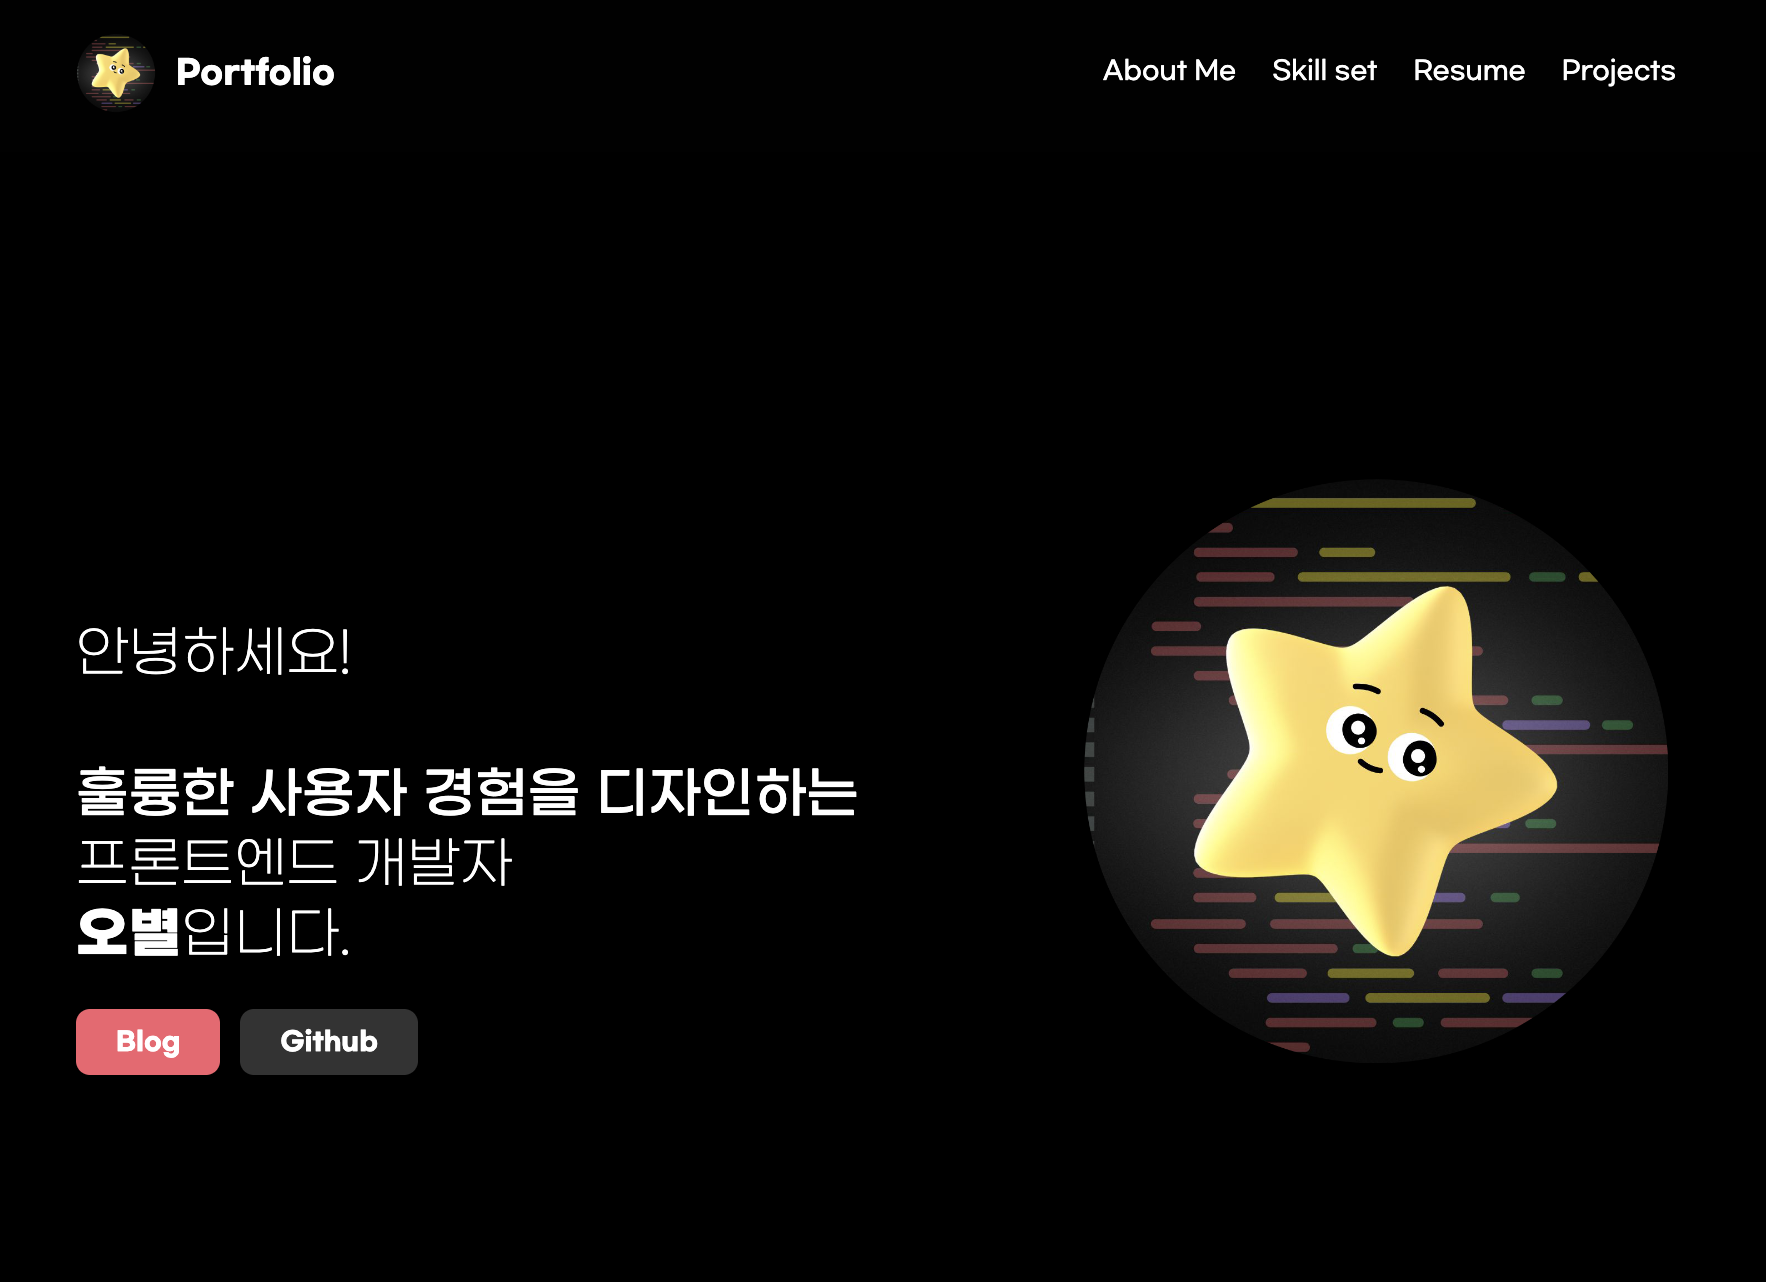 Portfolio
About Me
Skill set
Resume
Projects
안녕하세요!
훌륭한 사용자 경험을 디자인하는
프론트엔드 개발자
오별입니다.
Blog
Github